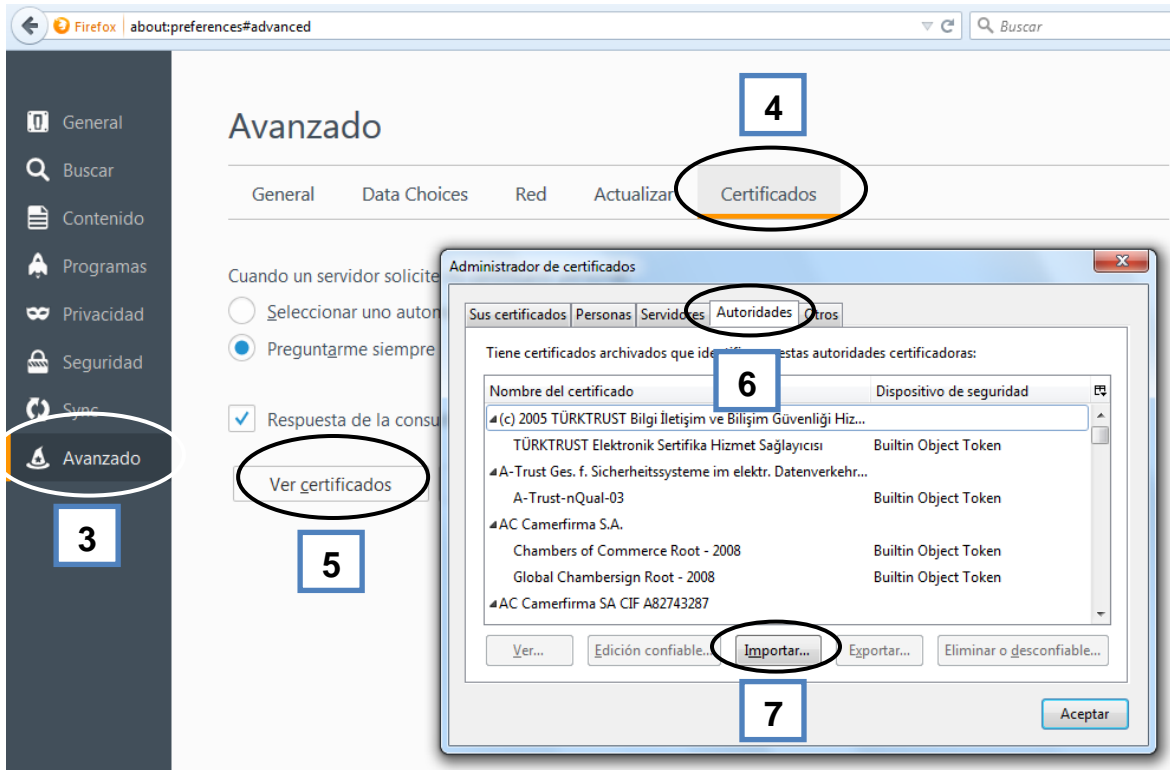 Firefox about:preferences#advanced
Buscar
General
Buscar
Contenido
Programas
Privacidad
Seguridad
Sync
Avanzado
3
Avanzado
4
General Data Choices Red Actualizar Certificados
Cuando un servidor solicite
Seleccionar uno auton
Preguntarme siempre
Respuesta de la consu
Ver certificados
5
Administrador de certificados
Sus certificados Personas Servidores Autoridades Otros
Tiene certificados archivados que estas autoridades certificadoras:
6
Nombre del certificado Dispositivo de seguridad
(c) 2005 TÜRKTRUST Bilgi İletişim ve Bilişim Güvenliği Hiz...
TÜRKTRUST Elektronik Sertifika Hizmet Sağlayıcısı Builtin Object Token
A-Trust Ges. f. Sicherheitssysteme im elektr. Datenverkehr...
A-Trust-nQual-03 Builtin Object Token
AC Camerfirma S.A.
Chambers of Commerce Root - 2008 Builtin Object Token
Global Chambersign Root - 2008 Builtin Object Token
AC Camerfirma SA CIF A82743287
Ver... Edición confiable... Importar... Exportar... Eliminar o desconfiable...
7
Aceptar